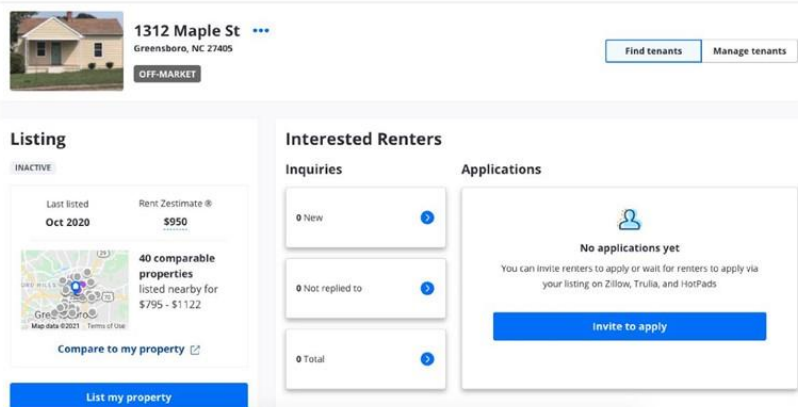 1312 Maple St •••
Greensboro, NC 27405
OFF-MARKET
Find tenants
Manage tenants
Listing
INACTIVE
Last listed
Oct 2020
Rent Zestimate ®
$950
40 comparable
properties
listed nearby for
$795 - $1122
Map data ©2021
Terms of Use
Compare to my property
List my property
Interested Renters
Inquiries
0 New
0 Not replied to
0 Total
Applications
No applications yet
You can invite renters to apply or wait for renters to apply via
your listing on Zillow, Trulia, and HotPads
Invite to apply